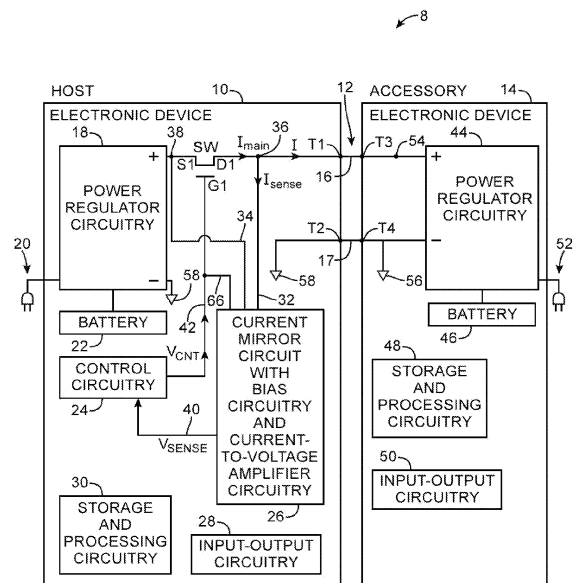 8
HOST
10
12
ACCESSORY
14
ELECTRONIC DEVICE
ELECTRONIC DEVICE
18
38
SW
Imain
36
I
T1
T3
54
44
+
S1
D1
G1
Isense
16
+
POWER
REGULATOR
CIRCUITRY
34
POWER
REGULATOR
CIRCUITRY
20
T2
T4
52
−
58
58
17
56
−
66
32
BATTERY
22
42
BATTERY
46
VCNT
CONTROL
CIRCUITRY
24
CURRENT
MIRROR
CIRCUIT
WITH
BIAS
CIRCUITRY
AND
CURRENT-
TO-VOLTAGE
AMPLIFIER
CIRCUITRY
26
48
STORAGE
AND
PROCESSING
CIRCUITRY
40
VSENSE
50
INPUT-OUTPUT
CIRCUITRY
30
STORAGE
AND
PROCESSING
CIRCUITRY
28
INPUT-OUTPUT
CIRCUITRY